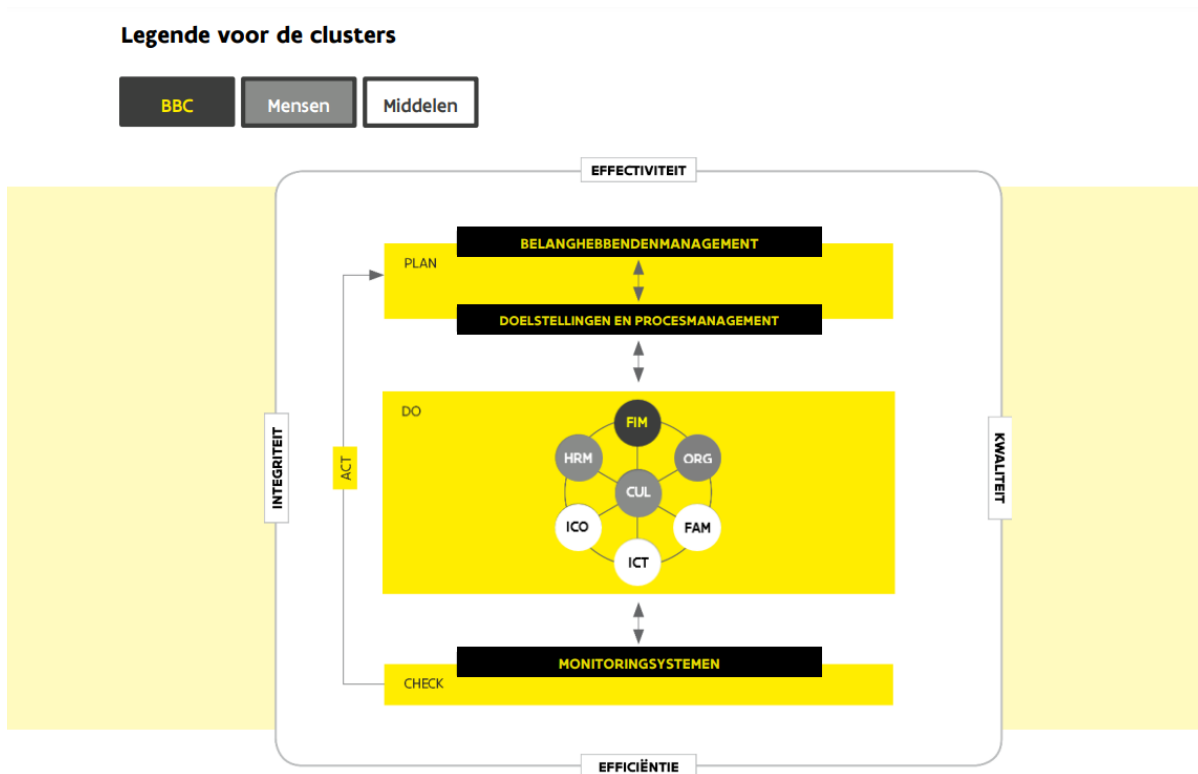 Legende voor de clusters
BBC
Mensen
Middelen
EFFECTIVITEIT
BELANGHEBBENDENMANAGEMENT
PLAN
DOELSTELLINGEN EN PROCESMANAGEMENT
DO
FIM
HRM
ORG
CUL
ICO
FAM
ICT
INTEGRITEIT
ACT
KWALITEIT
MONITORINGSYSTEMEN
CHECK
EFFICIËNTIE